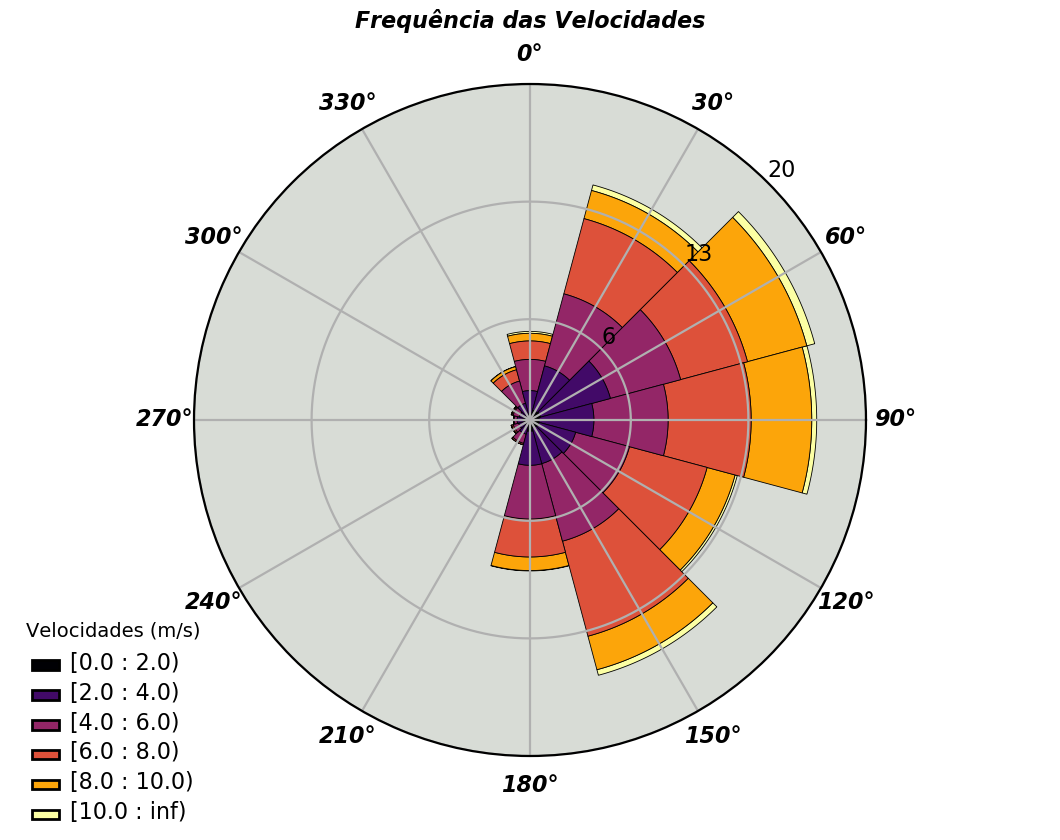 Frequência das Velocidades
0°
330°
30°
20
300°
60°
13
6
270°
90°
240°
120°
210°
150°
180°
Velocidades (m/s)
[0.0 : 2.0)
[2.0 : 4.0)
[4.0 : 6.0)
[6.0 : 8.0)
[8.0 : 10.0)
[10.0 : inf)